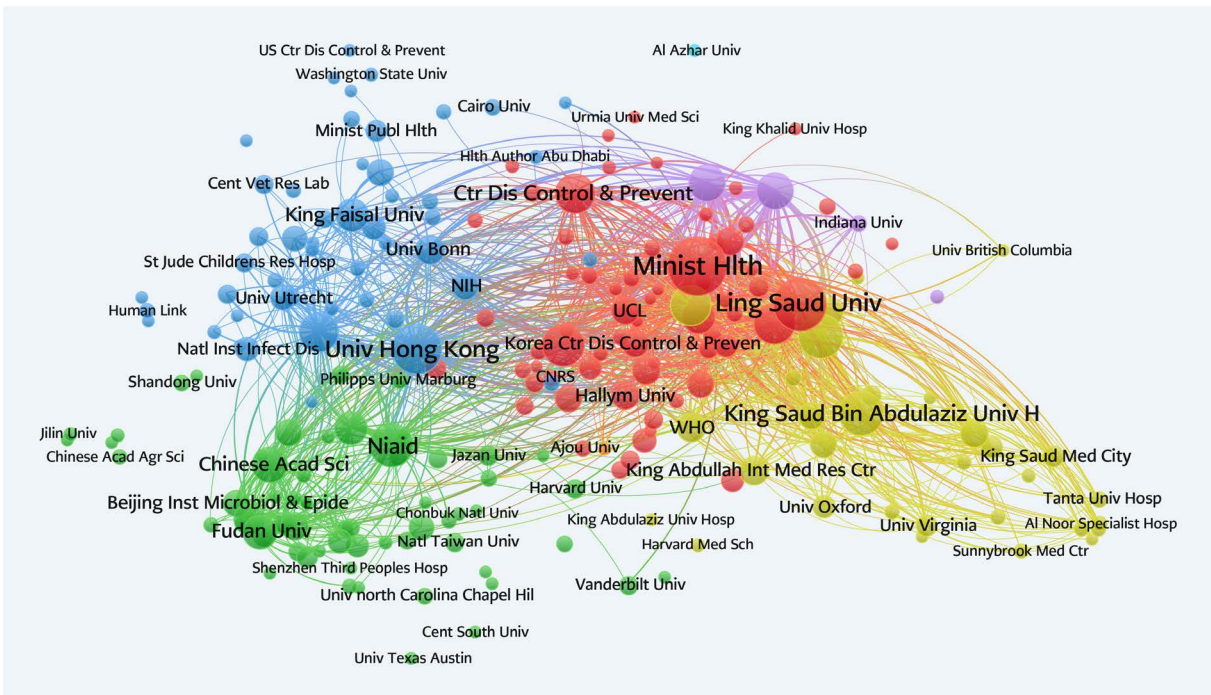 US Ctr Dis Control & Prevent
Al Azhar Univ
Washington State Univ
Cairo Univ
Urmia Univ Med Sci
Minist Publ Hlth
King Khalid Univ Hosp
Hlth Author Abu Dhabi
Cent Vet Res Lab
Ctr Dis Control & Prevent
King Faisal Univ
Indiana Univ
Univ Bonn
Univ British Columbia
St Jude Childrens Res Hosp
Minist Hlth
NIH
Univ Utrecht
Ling Saud Univ
Human Link
UCL
Natl Inst Infect Dis
Univ Hong Kong
Korea Ctr Dis Control & Preven
Shandong Univ
Philipps Univ Marburg
CNRS
Hallym Univ
King Saud Bin Abdulaziz Univ H
WHO
Jilin Univ
Niaid
Ajou Univ
Chinese Acad Agr Sci
Chinese Acad Sci
Jazan Univ
King Saud Med City
King Abdullah Int Med Res Ctr
Harvard Univ
Beijing Inst Microbiol & Epide
Tanta Univ Hosp
Univ Oxford
Chonbuk Natl Univ
King Abdulaziz Univ Hosp
Univ Virginia
Al Noor Specialist Hosp
Fudan Univ
Natl Taiwan Univ
Harvard Med Sch
Sunnybrook Med Ctr
Shenzhen Third Peoples Hosp
Vanderbilt Univ
Univ north Carolina Chapel Hil
Cent South Univ
Univ Texas Austin